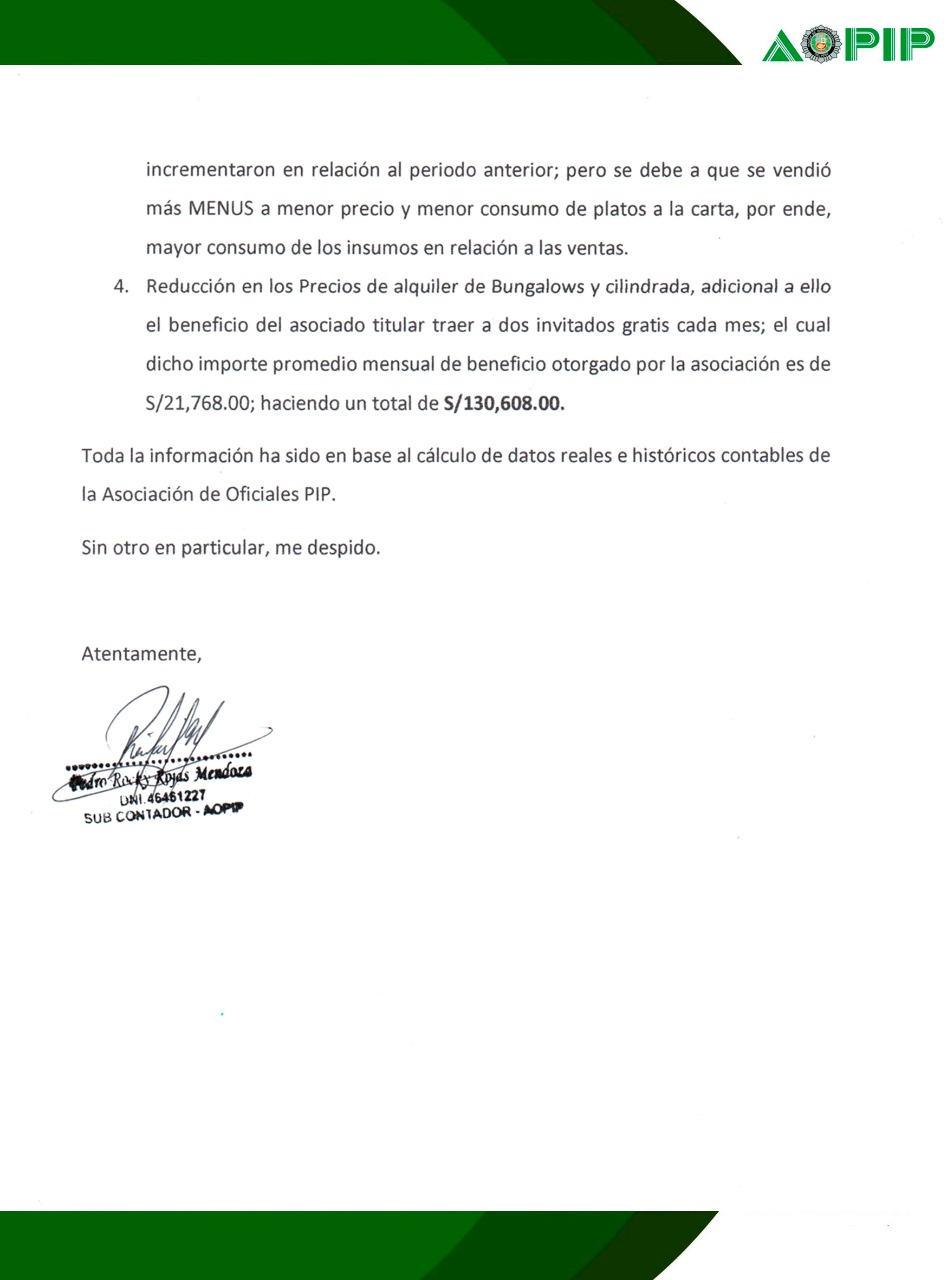 AOPIP
incrementaron en relación al periodo anterior; pero se debe a que se vendió
más MENUS a menor precio y menor consumo de platos a la carta, por ende,
mayor consumo de los insumos en relación a las ventas.
4. Reducción en los Precios de alquiler de Bungalows y cilindrada, adicional a ello
el beneficio del asociado titular traer a dos invitados gratis cada mes; el cual
dicho importe promedio mensual de beneficio otorgado por la asociación es de
S/21,768.00; haciendo un total de S/130,608.00.
Toda la información ha sido en base al cálculo de datos reales e históricos contables de
la Asociación de Oficiales PIP.
Sin otro en particular, me despido.
Atentamente,
Pedro Rocky Rojas Mendoza
DNI.46461227
SUB CONTADOR - AOPIP